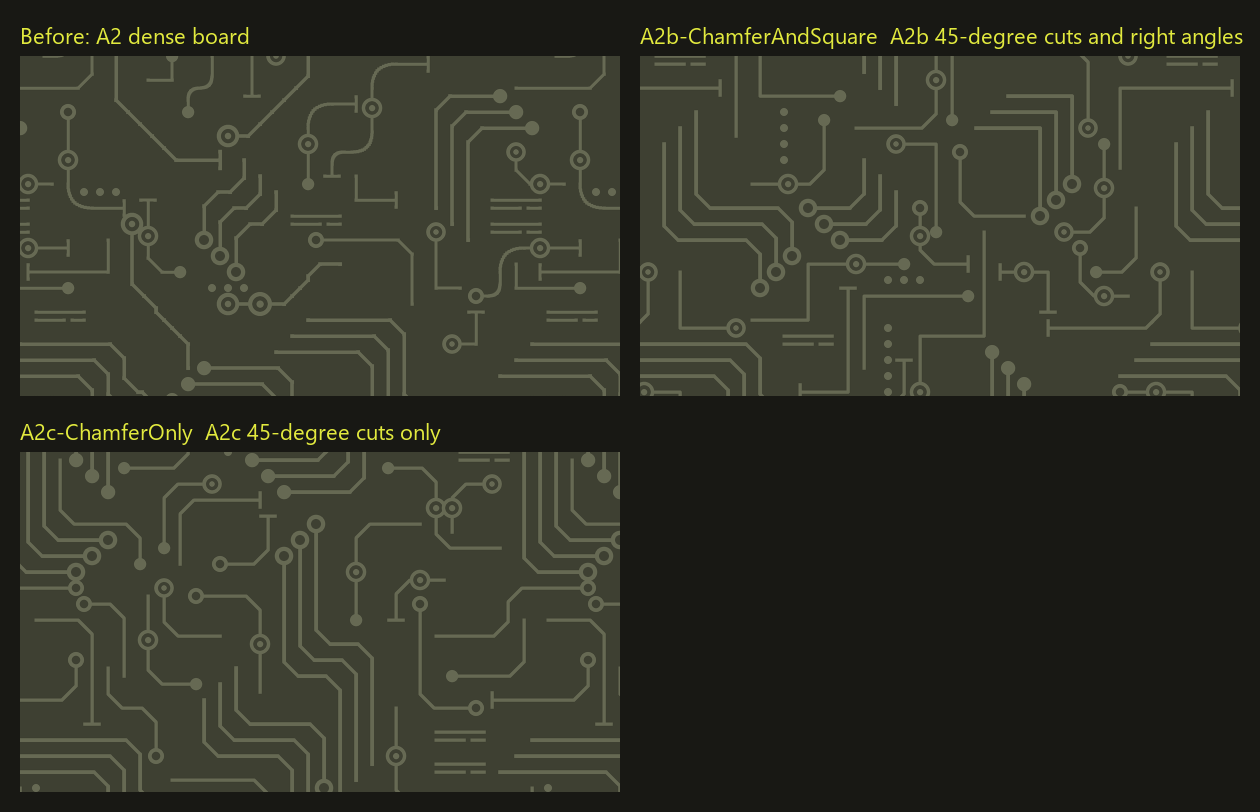 Before: A2 dense board
A2b-ChamferAndSquare  A2b 45-degree cuts and right angles
A2c-ChamferOnly  A2c 45-degree cuts only